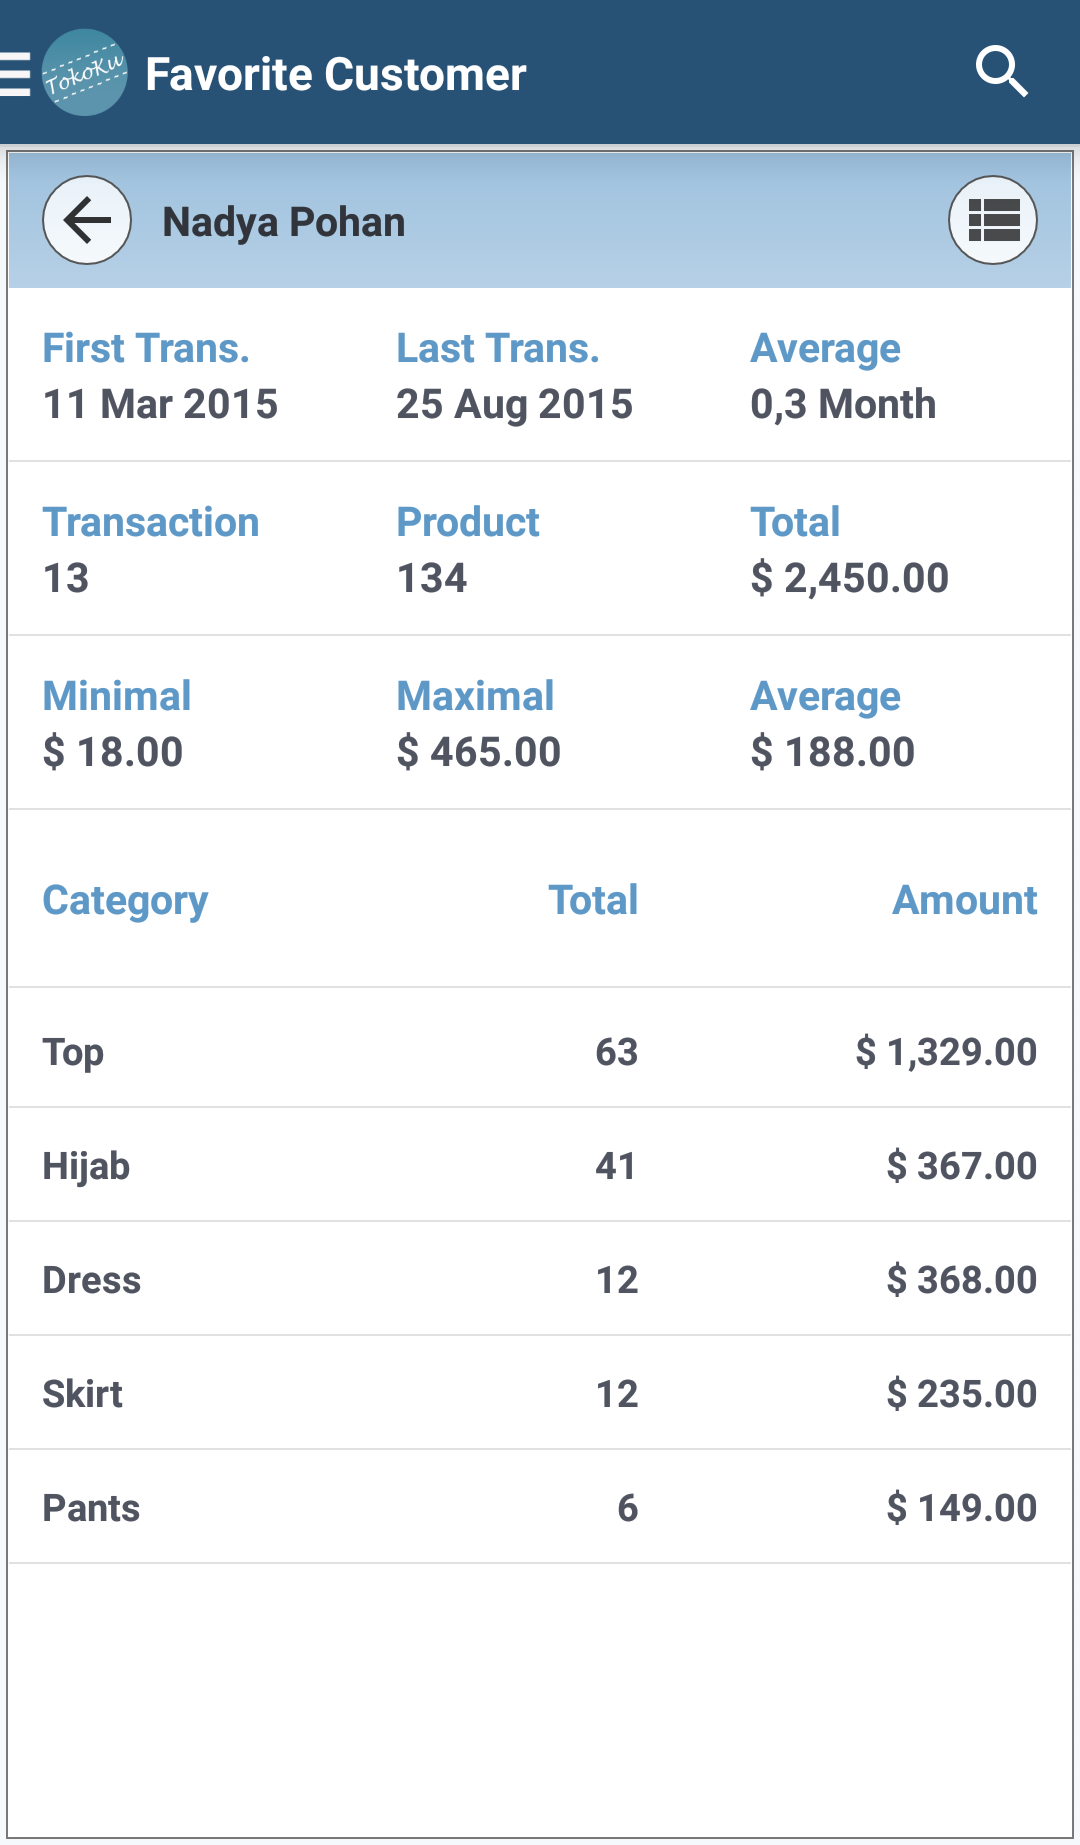 TokoKu Favorite Customer
Nadya Pohan
First Trans. Last Trans. Average
11 Mar 2015 25 Aug 2015 0,3 Month
Transaction Product Total
13 134 $ 2,450.00
Minimal Maximal Average
$ 18.00 $ 465.00 $ 188.00
Category Total Amount
Top 63 $ 1,329.00
Hijab 41 $ 367.00
Dress 12 $ 368.00
Skirt 12 $ 235.00
Pants 6 $ 149.00